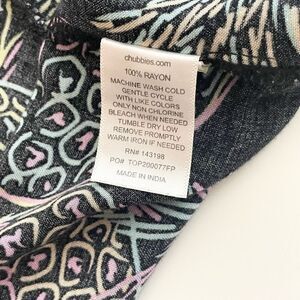 chubbies.com
100% RAYON
MACHINE WASH COLD
GENTLE CYCLE
WITH LIKE COLORS
ONLY NON CHLORINE
BLEACH WHEN NEEDED
TUMBLE DRY LOW
REMOVE PROMPTLY
WARM IRON IF NEEDED
RN# 143198
PO# TOP200077FP
MADE IN INDIA